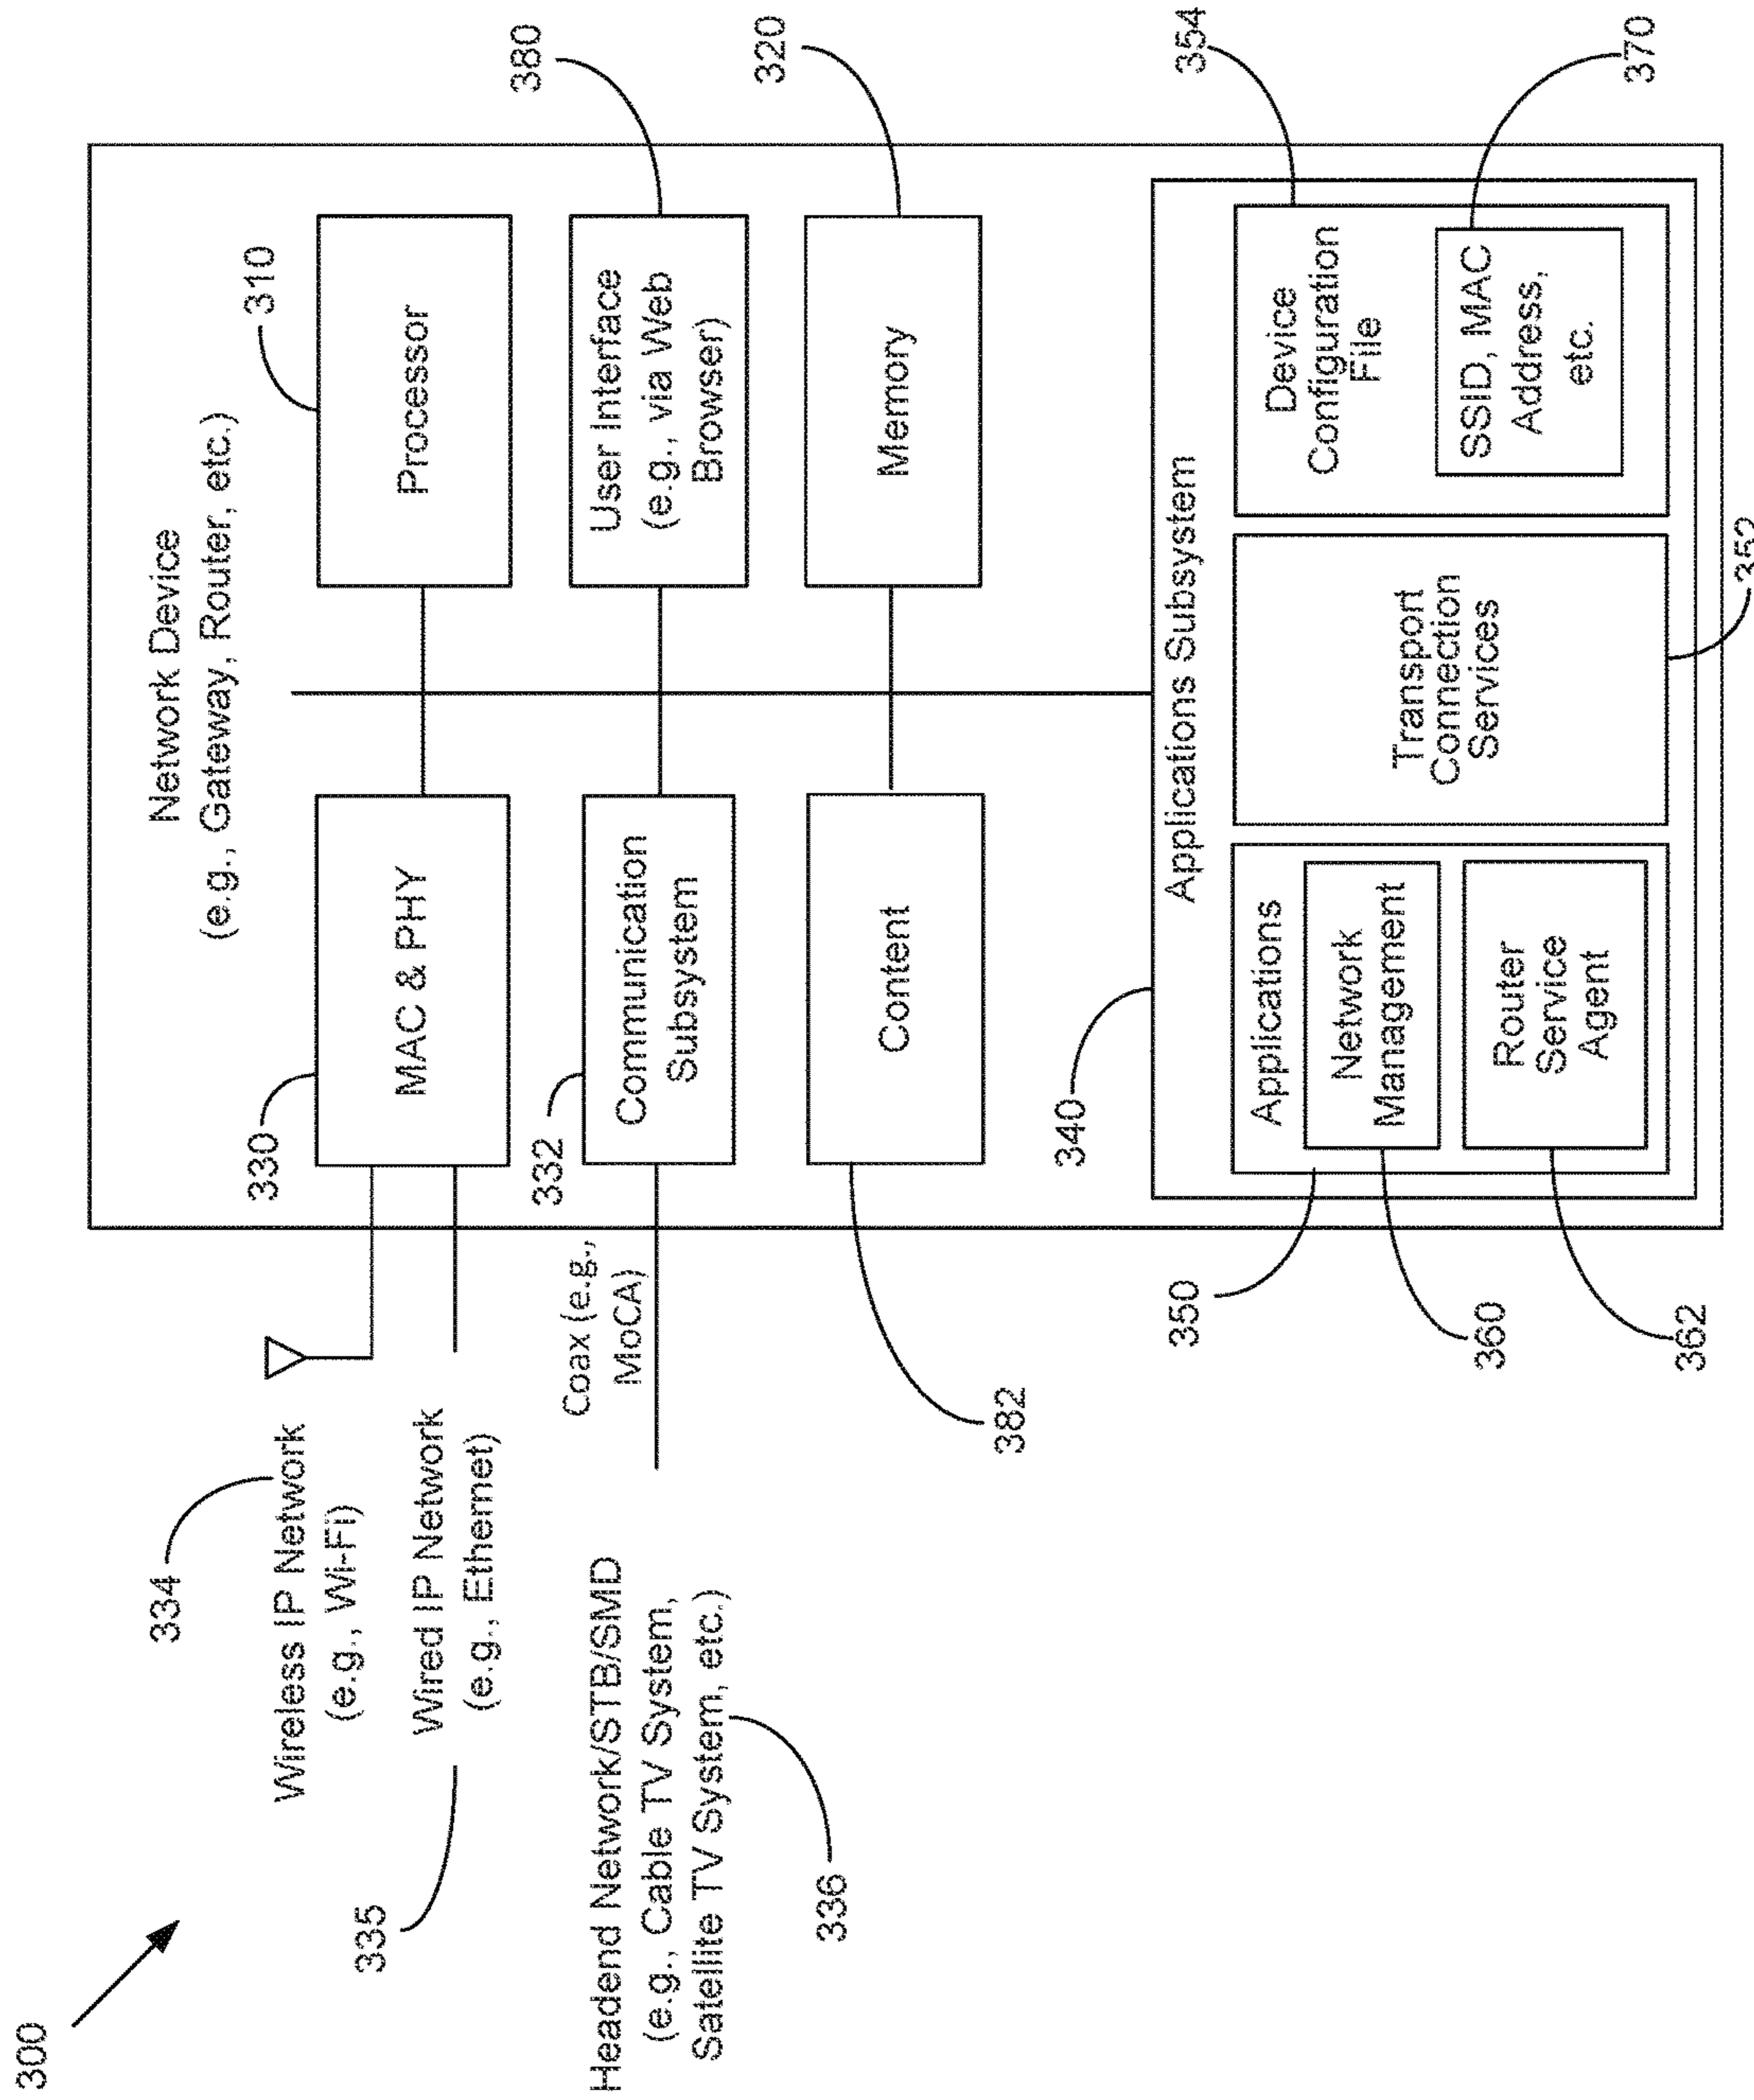 300
334
Wireless IP Network
(e.g., Wi-Fi)
335
Wired IP Network
(e.g., Ethernet)
Headend Network/STB/SMD
(e.g., Cable TV System,
Satellite TV System, etc.)
336
Coax (e.g.,
MoCA)
Network Device
(e.g., Gateway, Router, etc.)
330
MAC & PHY
310
Processor
332
Communication
Subsystem
User Interface
(e.g., via Web
Browser)
380
382
Content
Memory
320
340
Applications Subsystem
350
Applications
360
Network
Management
362
Router
Service
Agent
Transport
Connection
Services
352
354
Device
Configuration
File
370
SSID, MAC
Address,
etc.